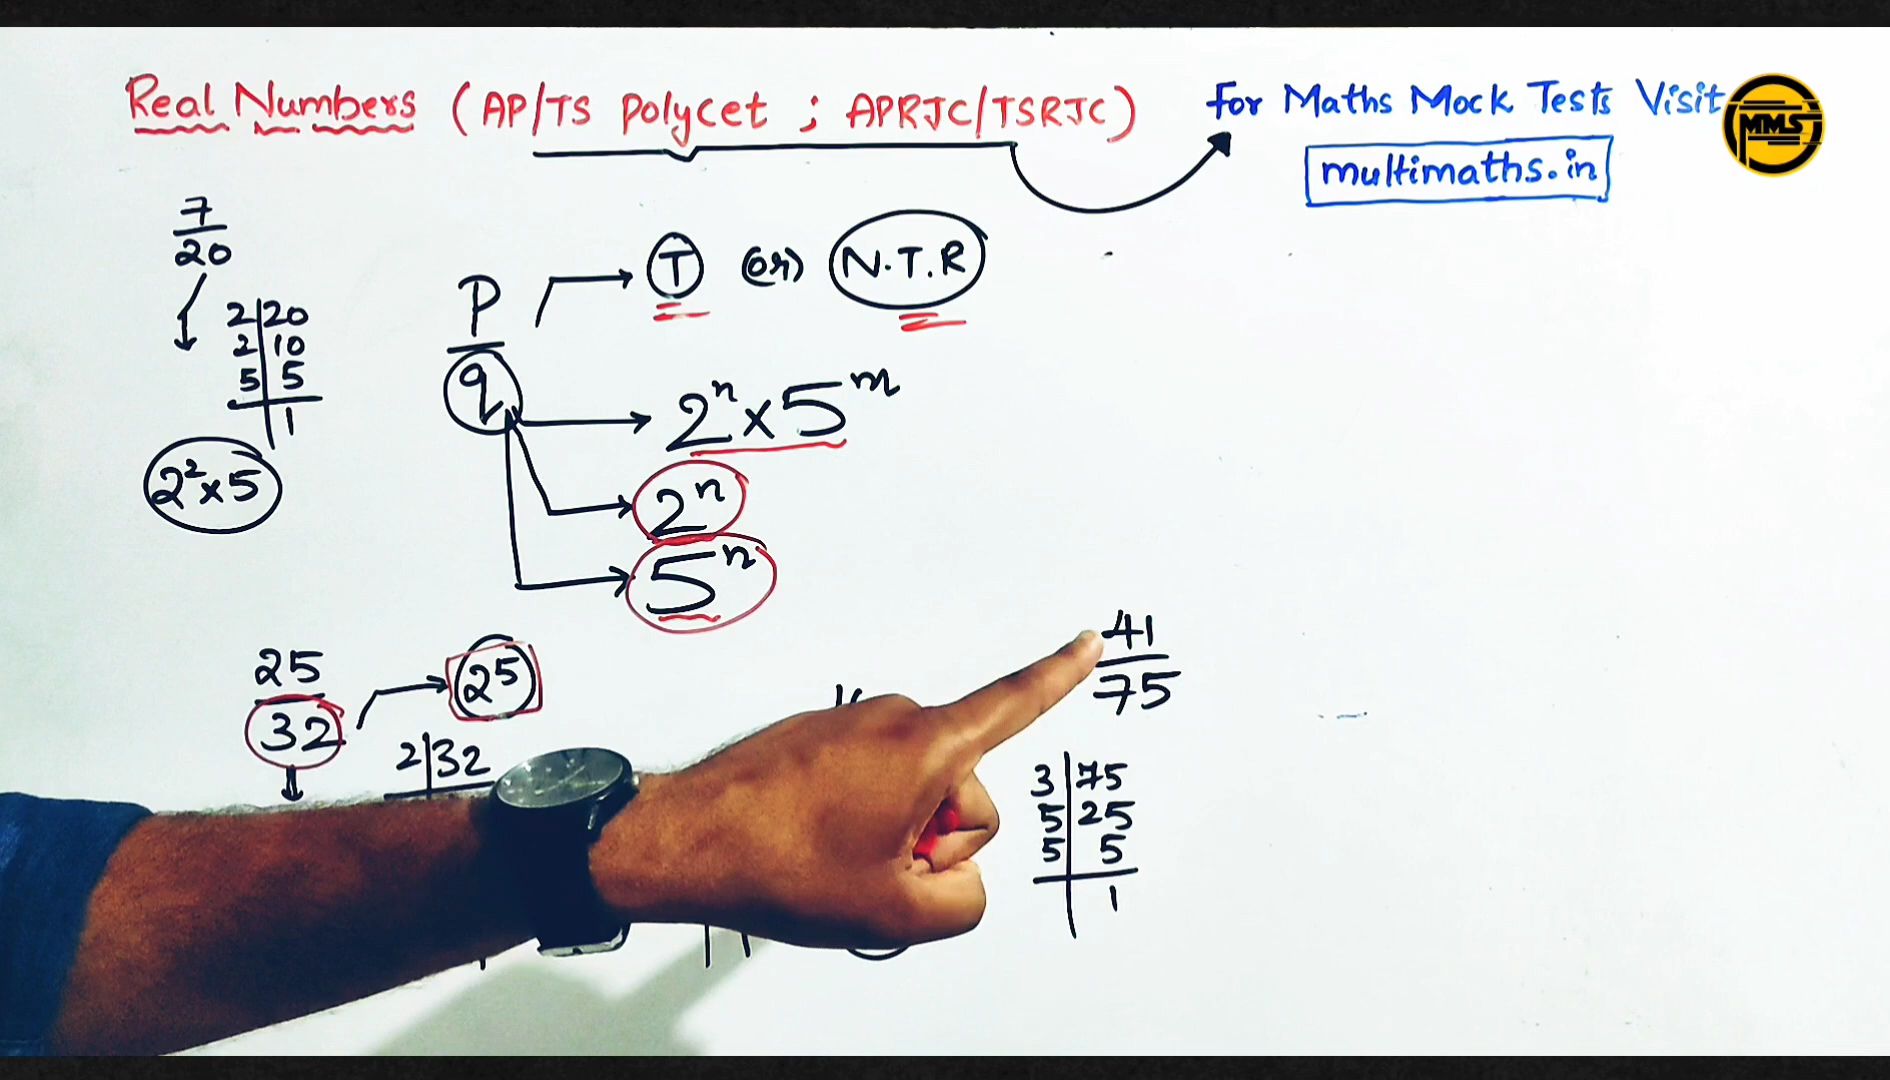 Real Numbers (AP/TS Polycet ; APRJC/TSRJC)
For Maths Mock Tests Visit
multimaths.in
MMS
7
20
2|20
2|10
5|5
1
2²×5
P
q
T (or) N.T.R
2ⁿ×5ᵐ
2ⁿ
5ⁿ
25
32
2⁵
2|32
41
75
3|75
5|25
5|5
1